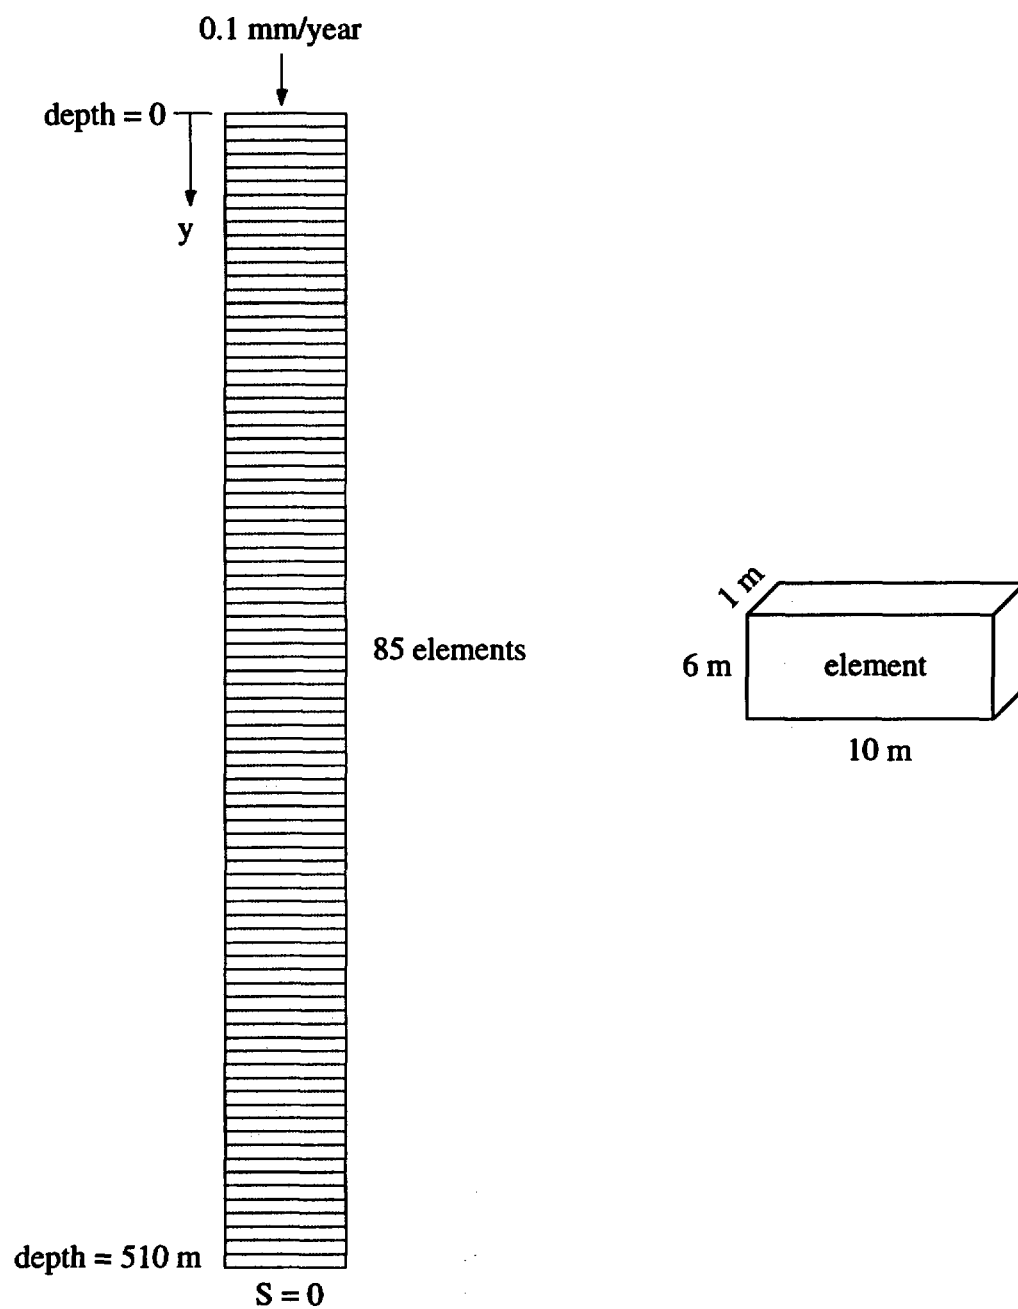 0.1 mm/year
depth = 0
y
85 elements
1 m
6 m
element
10 m
depth = 510 m
S = 0